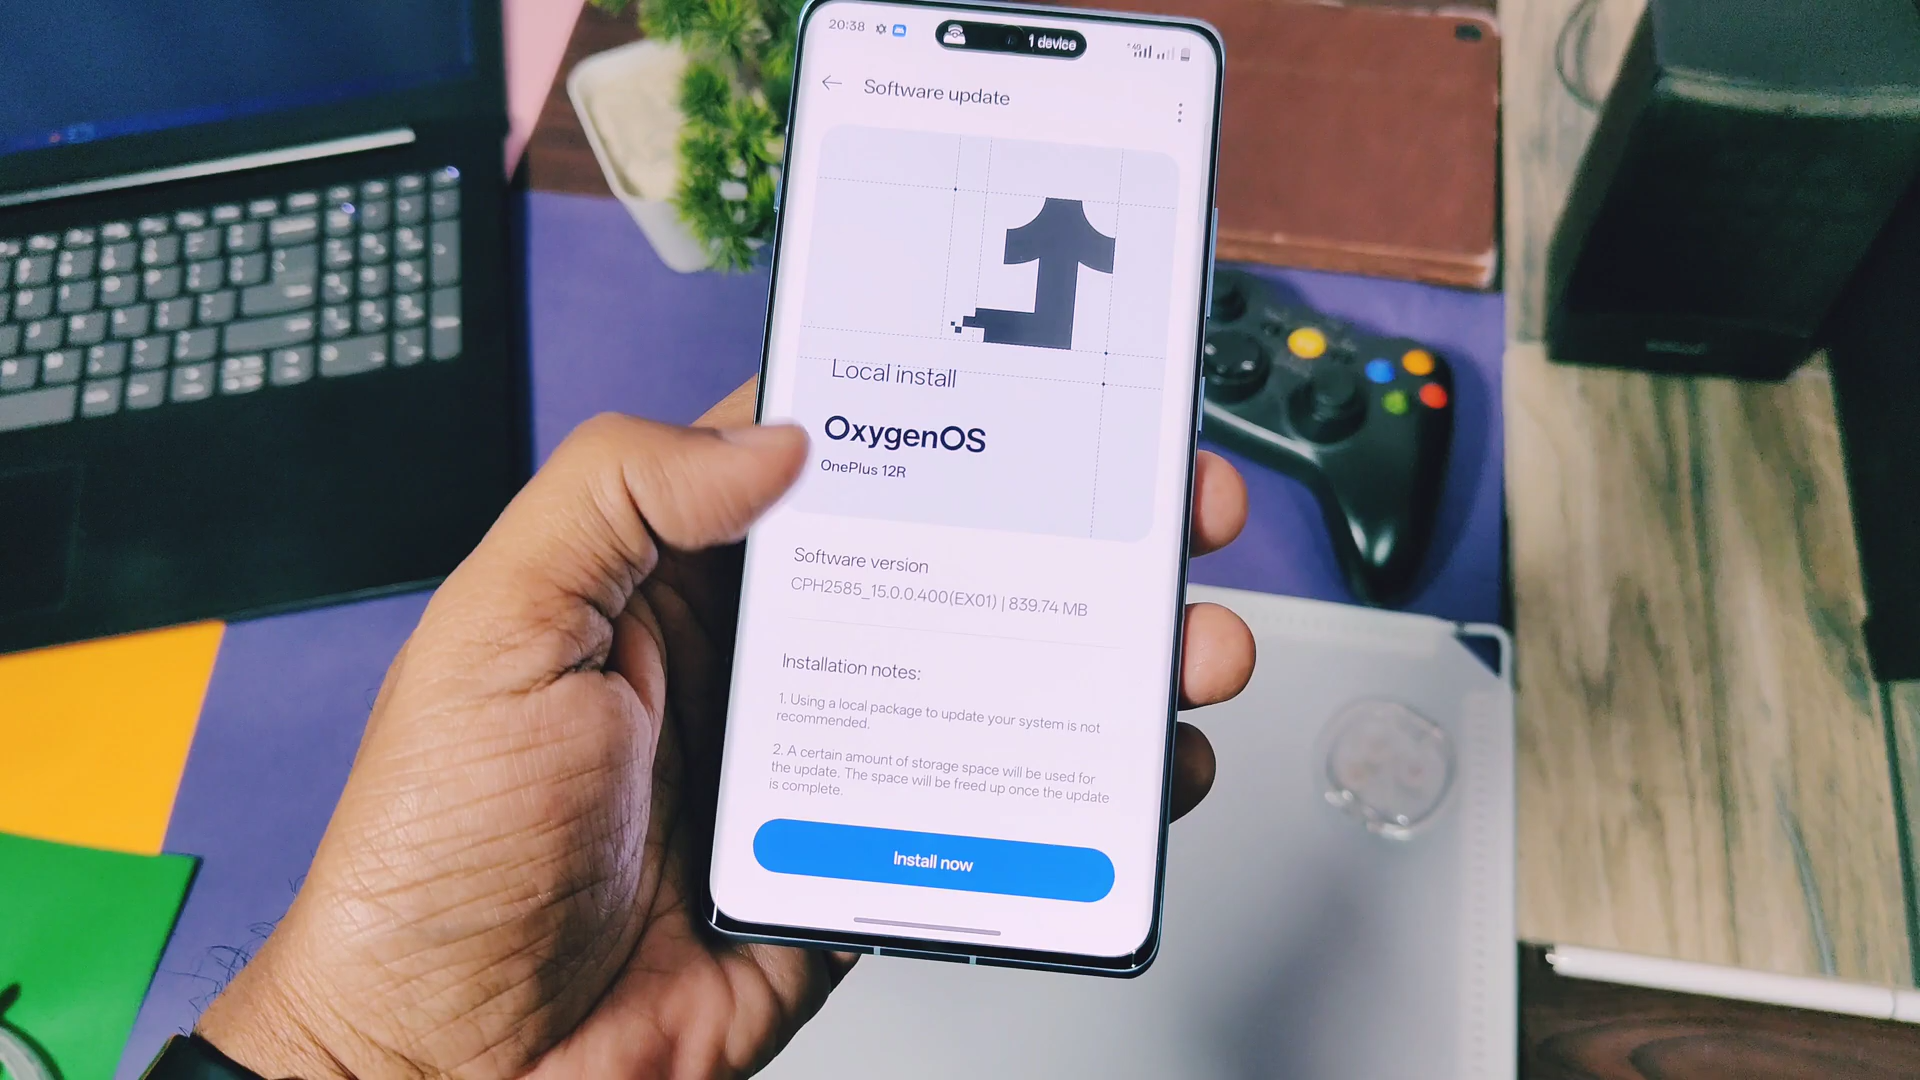 20:38
1 device
4G
Software update
Local install
OxygenOS
OnePlus 12R
Software version
CPH2585_15.0.0.400(EX01) | 839.74 MB
Installation notes:
1. Using a local package to update your system is not
recommended.
2. A certain amount of storage space will be used for
the update. The space will be freed up once the update
is complete.
Install now